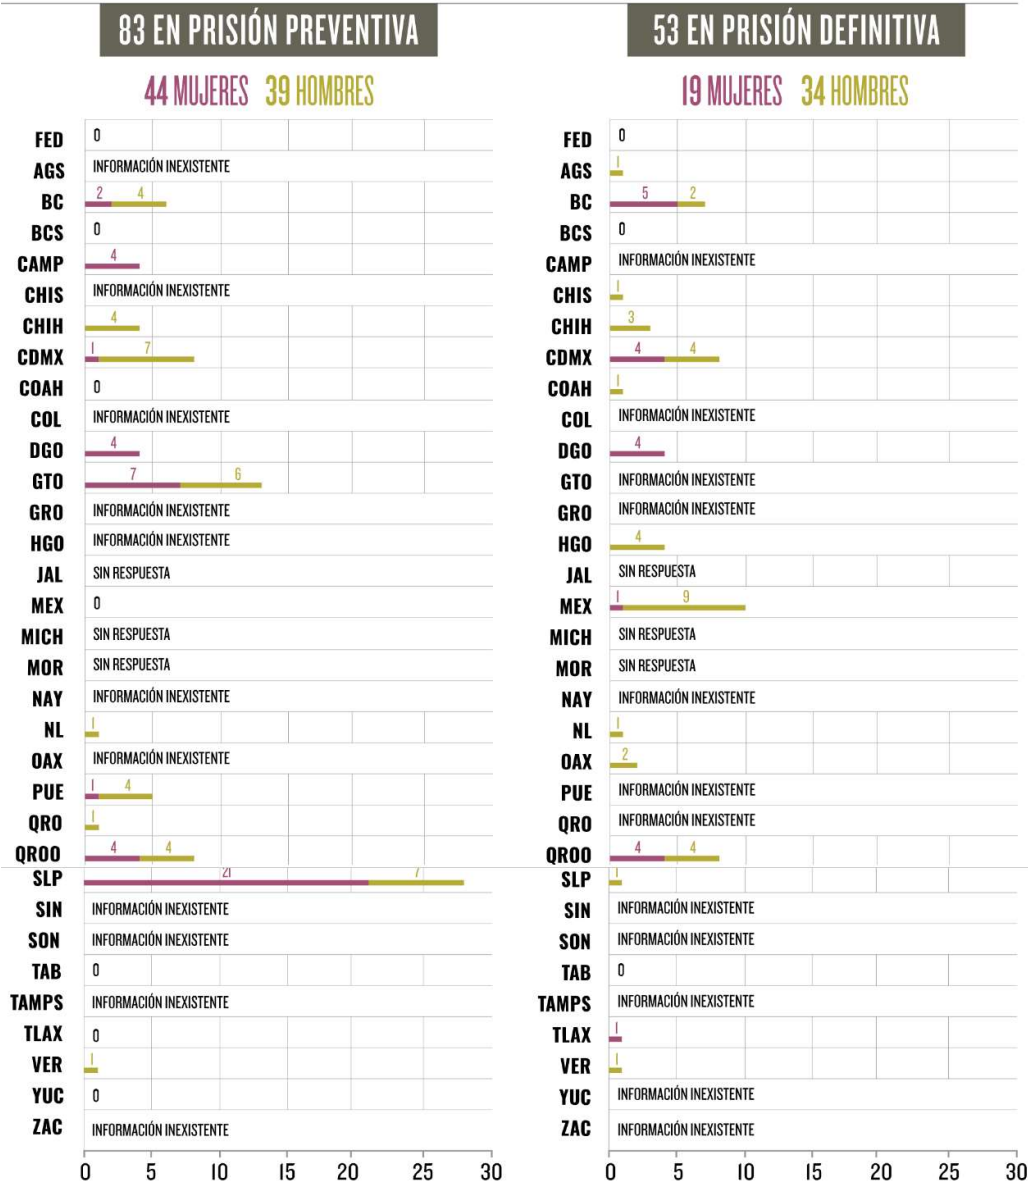 83 EN PRISIÓN PREVENTIVA
44 MUJERES 39 HOMBRES
FED 0
AGS INFORMACIÓN INEXISTENTE
BC 2 4
BCS 0
CAMP 4
CHIS INFORMACIÓN INEXISTENTE
CHIH 4
CDMX 1 7
COAH 0
COL INFORMACIÓN INEXISTENTE
DGO 4
GTO 7 6
GRO INFORMACIÓN INEXISTENTE
HGO INFORMACIÓN INEXISTENTE
JAL SIN RESPUESTA
MEX 0
MICH SIN RESPUESTA
MOR SIN RESPUESTA
NAY INFORMACIÓN INEXISTENTE
NL 1
OAX INFORMACIÓN INEXISTENTE
PUE 1 4
QRO 1
QROO 4 4
SLP 21 7
SIN INFORMACIÓN INEXISTENTE
SON INFORMACIÓN INEXISTENTE
TAB 0
TAMPS INFORMACIÓN INEXISTENTE
TLAX 0
VER 1
YUC 0
ZAC INFORMACIÓN INEXISTENTE
0 5 10 15 20 25 30
53 EN PRISIÓN DEFINITIVA
19 MUJERES 34 HOMBRES
FED 0
AGS 1
BC 5 2
BCS 0
CAMP INFORMACIÓN INEXISTENTE
CHIS 1
CHIH 3
CDMX 4 4
COAH 1
COL INFORMACIÓN INEXISTENTE
DGO 4
GTO INFORMACIÓN INEXISTENTE
GRO INFORMACIÓN INEXISTENTE
HGO 4
JAL SIN RESPUESTA
MEX 1 9
MICH SIN RESPUESTA
MOR SIN RESPUESTA
NAY INFORMACIÓN INEXISTENTE
NL 1
OAX 2
PUE INFORMACIÓN INEXISTENTE
QRO INFORMACIÓN INEXISTENTE
QROO 4 4
SLP 1
SIN INFORMACIÓN INEXISTENTE
SON INFORMACIÓN INEXISTENTE
TAB 0
TAMPS INFORMACIÓN INEXISTENTE
TLAX 1
VER 1
YUC INFORMACIÓN INEXISTENTE
ZAC INFORMACIÓN INEXISTENTE
0 5 10 15 20 25 30